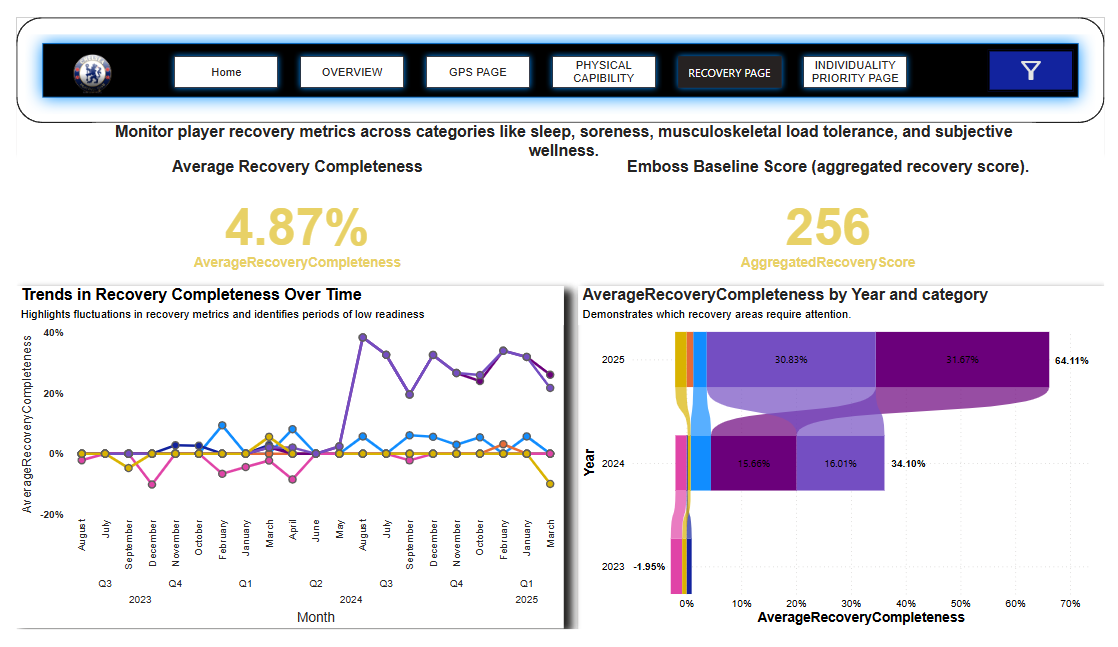 Home
OVERVIEW
GPS PAGE
PHYSICAL
CAPIBILITY
RECOVERY PAGE
INDIVIDUALITY
PRIORITY PAGE
Monitor player recovery metrics across categories like sleep, soreness, musculoskeletal load tolerance, and subjective
wellness.
Average Recovery Completeness
4.87%
AverageRecoveryCompleteness
Emboss Baseline Score (aggregated recovery score).
256
AggregatedRecoveryScore
Trends in Recovery Completeness Over Time
Highlights fluctuations in recovery metrics and identifies periods of low readiness
AverageRecoveryCompleteness
40%
20%
0%
-20%
August
July
September
December
November
October
February
January
March
April
June
May
August
July
September
December
November
October
February
January
March
Q3
Q4
Q1
Q2
Q3
Q4
Q1
2023
2024
2025
Month
AverageRecoveryCompleteness by Year and category
Demonstrates which recovery areas require attention.
Year
2025
30.83%
31.67%
64.11%
2024
15.66%
16.01%
34.10%
2023
-1.95%
0%
10%
20%
30%
40%
50%
60%
70%
AverageRecoveryCompleteness